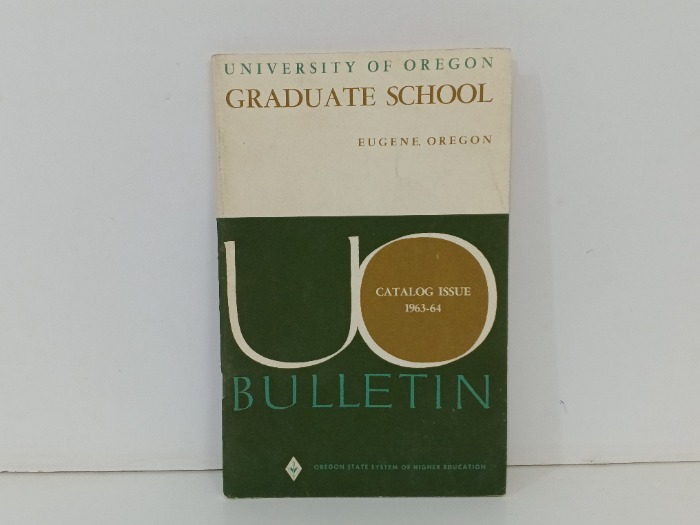 UNIVERSITY OF OREGON
GRADUATE SCHOOL
EUGENE, OREGON
UO
CATALOG ISSUE
1963-64
BULLETIN
OREGON STATE SYSTEM OF HIGHER EDUCATION